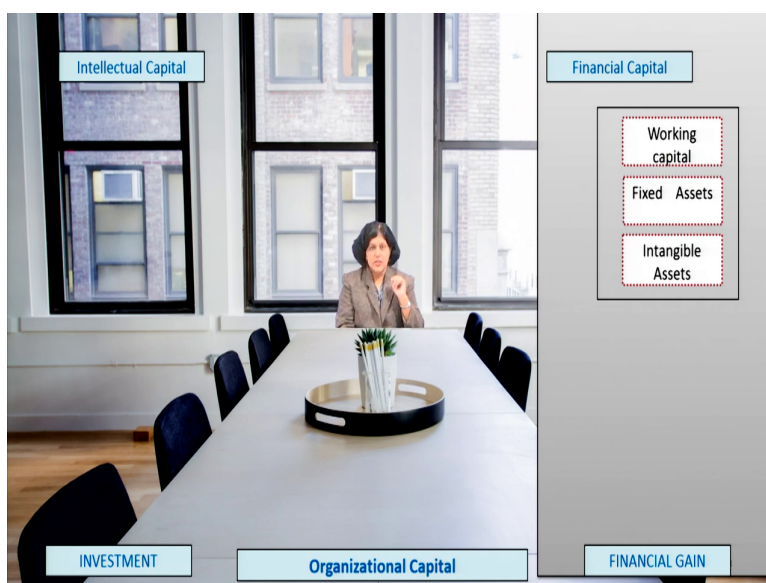 Intellectual Capital
Financial Capital
Working
capital
Fixed Assets
Intangible
Assets
INVESTMENT
Organizational Capital
FINANCIAL GAIN